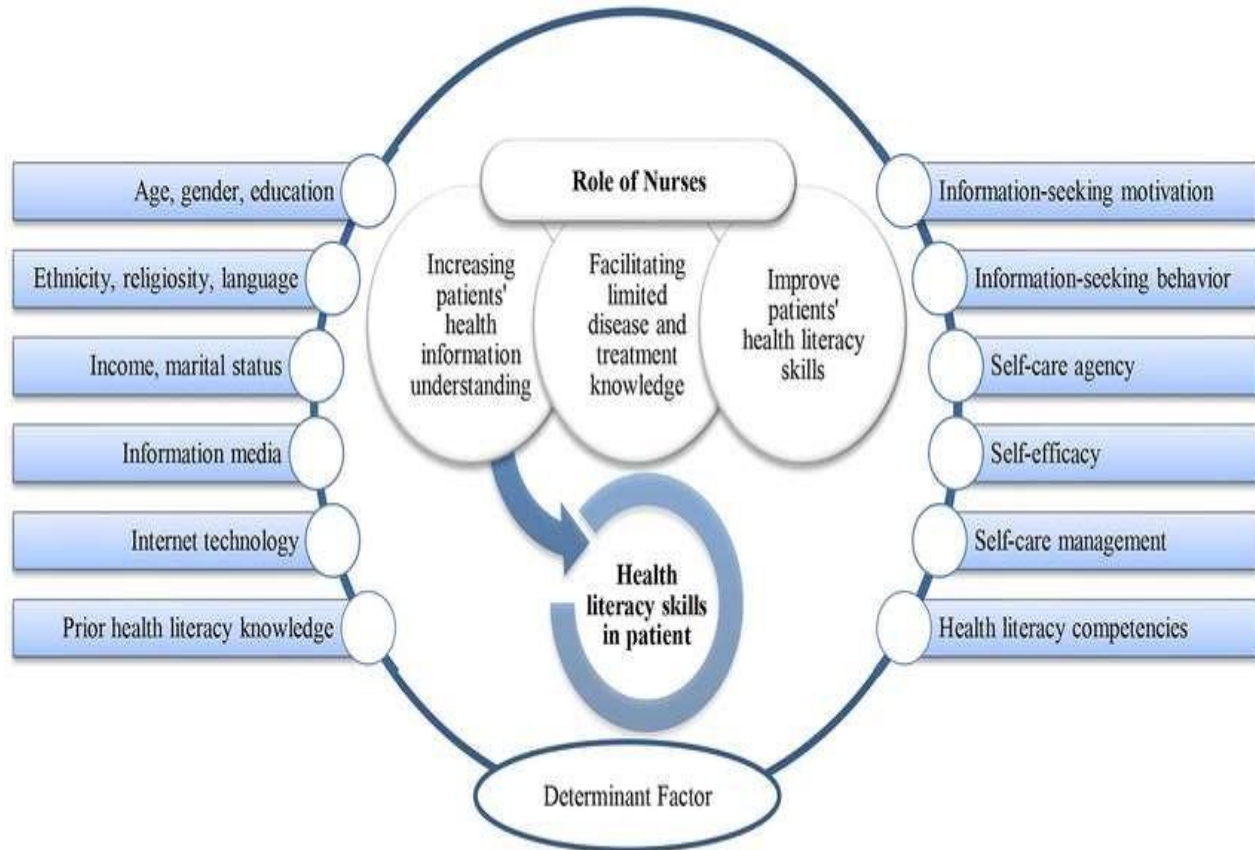 Role of Nurses
Increasing
patients'
health
information
understanding
Facilitating
limited
disease and
treatment
knowledge
Improve
patients'
health literacy
skills
Health
literacy skills
in patient
Determinant Factor
Age, gender, education
Ethnicity, religiosity, language
Income, marital status
Information media
Internet technology
Prior health literacy knowledge
Information-seeking motivation
Information-seeking behavior
Self-care agency
Self-efficacy
Self-care management
Health literacy competencies